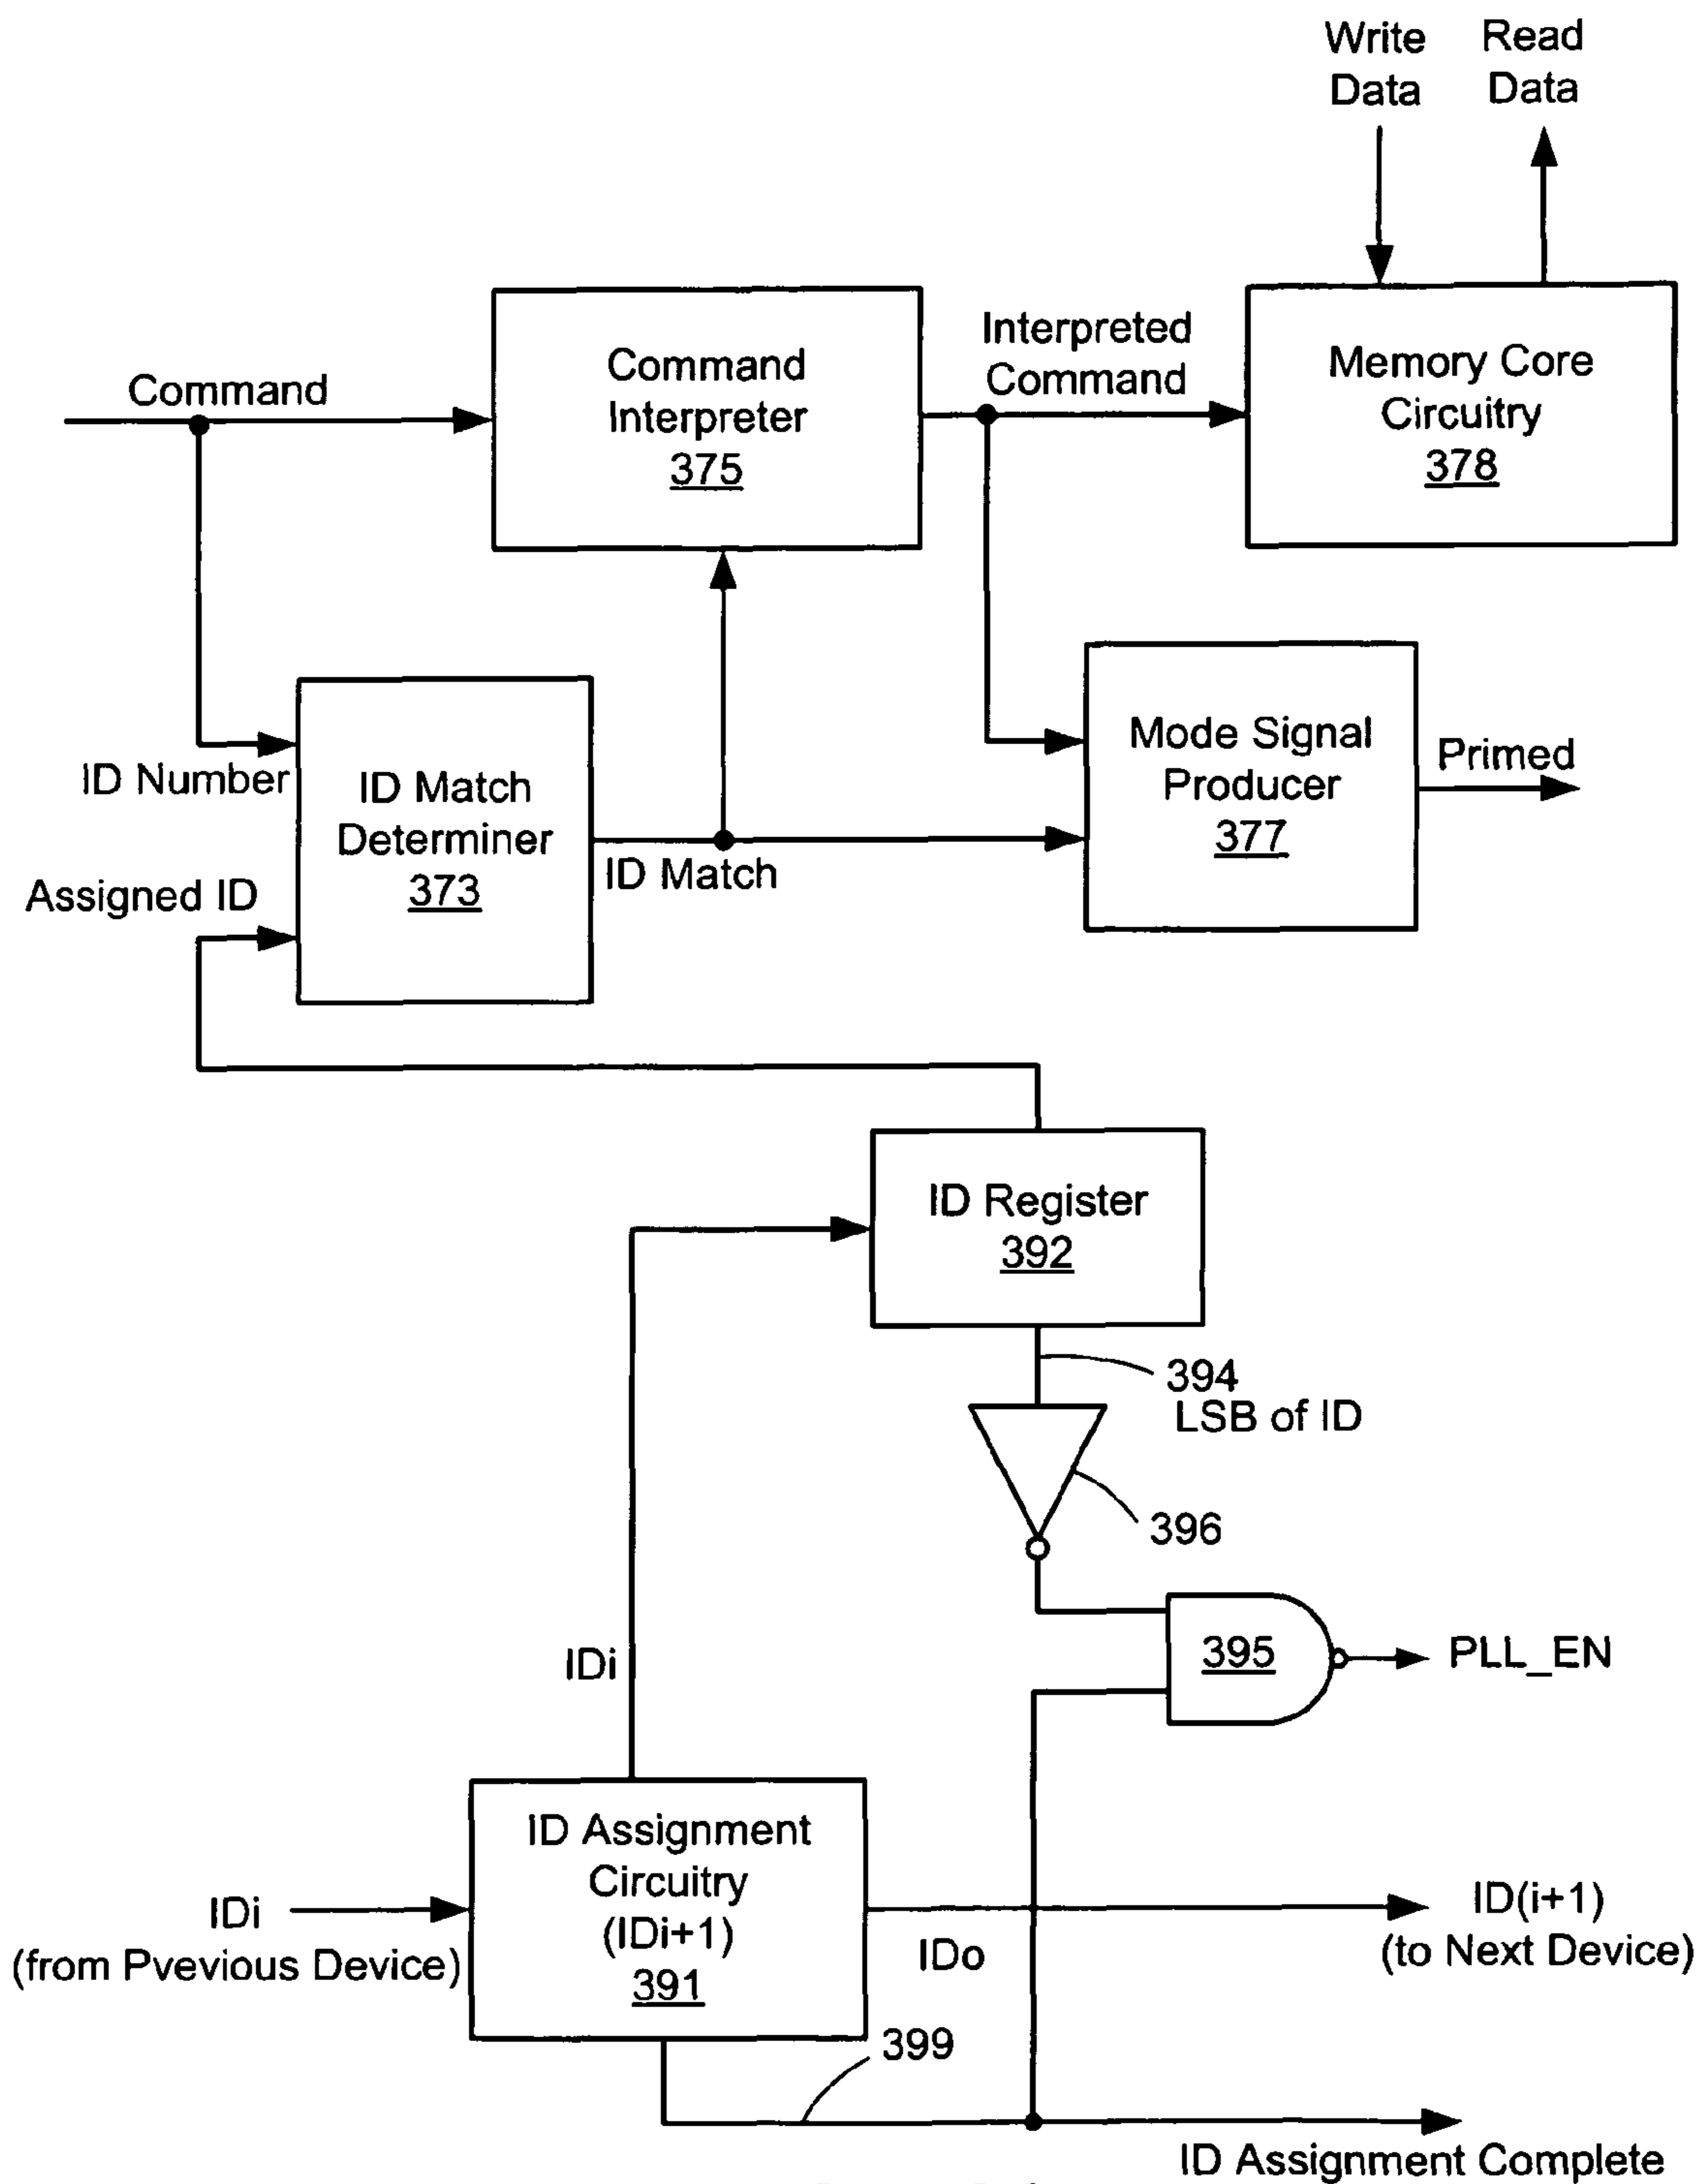 Write
Data
Read
Data
Command
Command
Interpreter
375
Interpreted
Command
Memory Core
Circuitry
378
ID Number
Assigned ID
ID Match
Determiner
373
ID Match
Mode Signal
Producer
377
Primed
ID Register
392
394
LSB of ID
396
395
PLL_EN
IDi
ID Assignment
Circuitry
(IDi+1)
391
IDi
(from Pvevious Device)
IDo
ID(i+1)
(to Next Device)
399
ID Assignment Complete